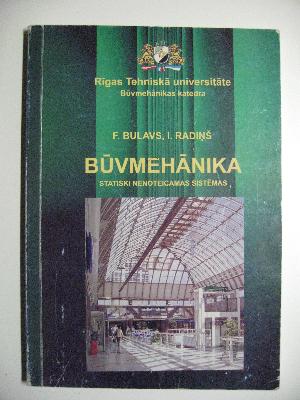 Rīgas Tehniskā universitāte
Būvmehānikas katedra
F. BULAVS, I. RADIŅŠ
BŪVMEHĀNIKA
STATISKI NENOTEICAMAS SISTĒMAS